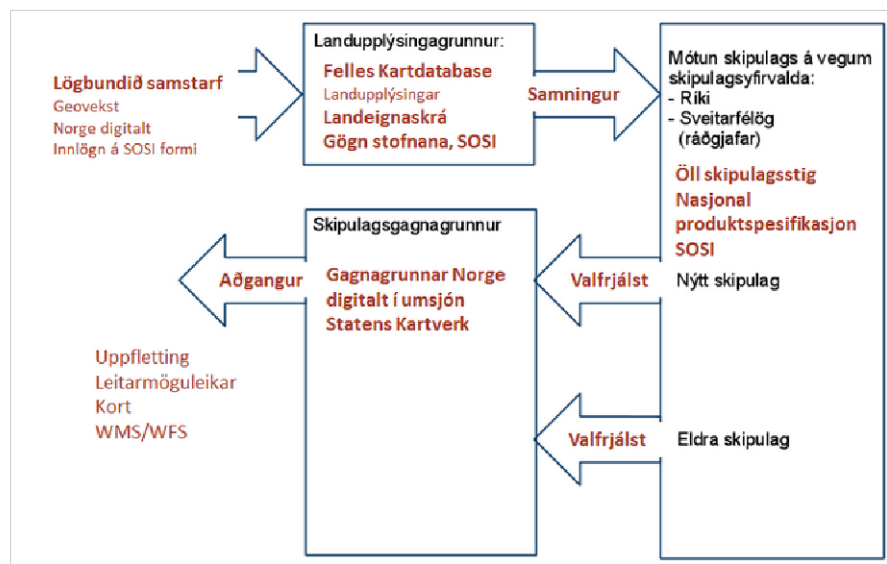 Lögbundið samstarf
Geovekst
Norge digitalt
Innlögn á SOSI formi
Landupplýsingagrunnur:
Felles Kartdatabase
Landupplýsingar
Landeignaskrá
Gögn stofnana, SOSI
Samningur
Mótun skipulags á vegum
skipulagsyfirvalda:
- Ríki
- Sveitarfélög
(ráðgjafar)
Öll skipulagsstig
Nasjonal
produktspesifikasjon
SOSI
Nýtt skipulag
Valfrjálst
Skipulagsgagnagrunnur
Gagnagrunnar Norge
digitalt í umsjón
Statens Kartverk
Aðgangur
Uppfletting
Leitarmöguleikar
Kort
WMS/WFS
Valfrjálst
Eldra skipulag